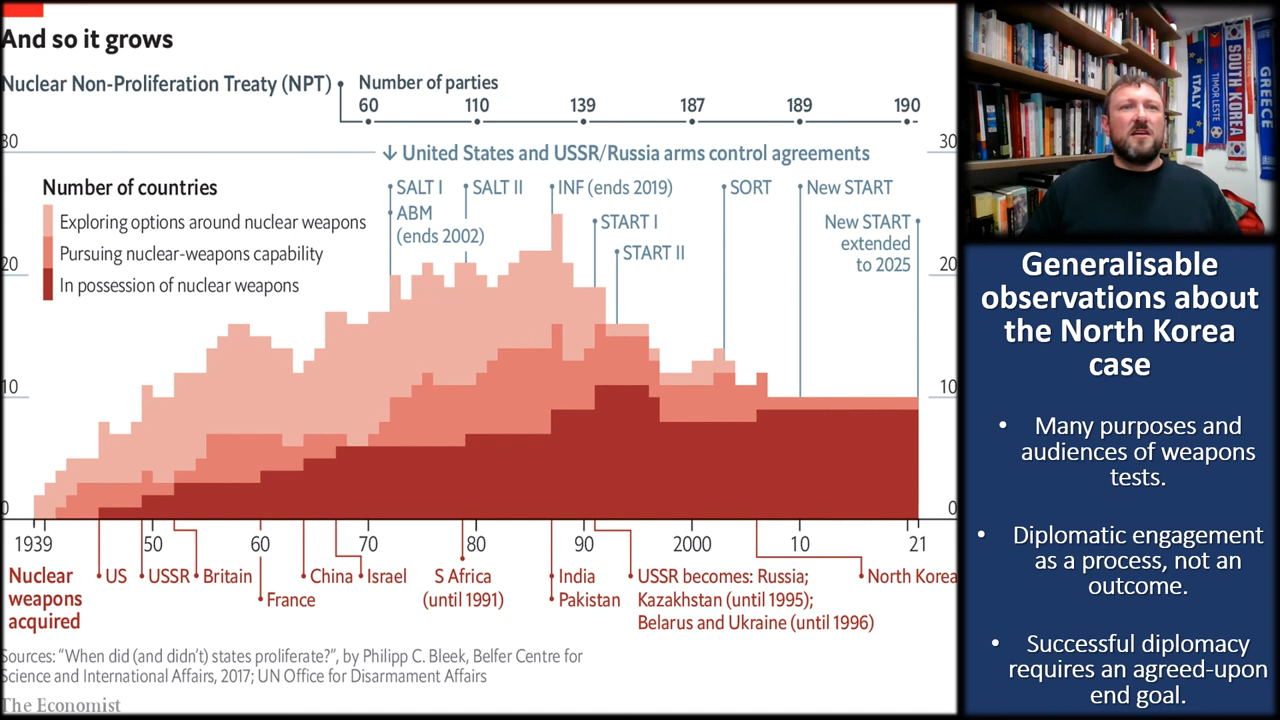 And so it grows
Nuclear Non-Proliferation Treaty (NPT)
Number of parties
60 110 139 187 189 190
30 30
↓ United States and USSR/Russia arms control agreements
Number of countries
Exploring options around nuclear weapons
Pursuing nuclear-weapons capability
In possession of nuclear weapons
SALT I
ABM
(ends 2002)
SALT II
INF (ends 2019)
START I
START II
SORT
New START
New START
extended
to 2025
20 20
10 10
0 0
1939 50 60 70 80 90 2000 10 21
Nuclear
weapons
acquired
US
USSR
Britain
France
China
Israel
S Africa
(until 1991)
India
Pakistan
USSR becomes: Russia;
Kazakhstan (until 1995);
Belarus and Ukraine (until 1996)
North Korea
Sources: “When did (and didn’t) states proliferate?”, by Philipp C. Bleek, Belfer Centre for
Science and International Affairs, 2017; UN Office for Disarmament Affairs
The Economist
ITALY
TIMOR LESTE
SOUTH KOREA
GREECE
Generalisable
observations about
the North Korea
case
• Many purposes and
audiences of weapons
tests.
• Diplomatic engagement
as a process, not an
outcome.
• Successful diplomacy
requires an agreed-upon
end goal.